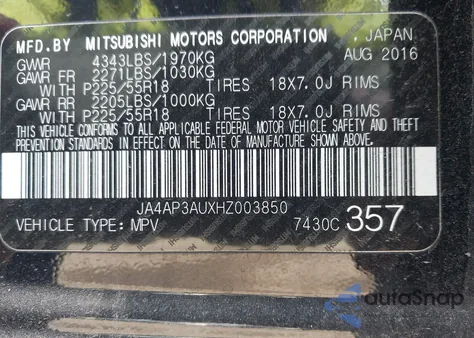 MFD.BY MITSUBISHI MOTORS CORPORATION , JAPAN
GVWR 4343LBS/1970KG AUG 2016
GAWR FR 2271LBS/1030KG
WITH P225/55R18 TIRES 18X7.0J RIMS
GAWR RR 2205LBS/1000KG
WITH P225/55R18 TIRES 18X7.0J RIMS
THIS VEHICLE CONFORMS TO ALL APPLICABLE FEDERAL MOTOR VEHICLE SAFETY AND THEFT
PREVENTION STANDARDS IN EFFECT ON THE DATE OF MANUFACTURE SHOWN ABOVE.
JA4AP3AUXHZ003850
VEHICLE TYPE: MPV 7430C 357
AutoSnap